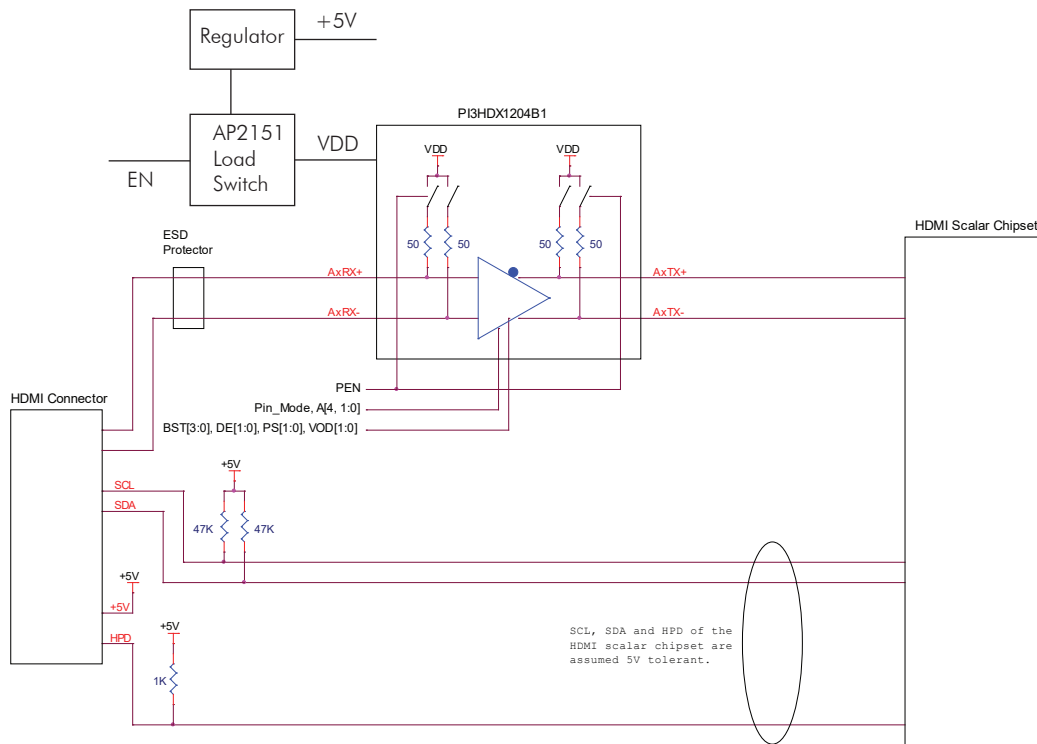 Regulator
+5V
AP2151
Load
Switch
VDD
EN
PI3HDX1204B1
VDD
VDD
50
50
50
50
ESD
Protector
HDMI Scalar Chipset
AxRX+
AxTX+
AxRX-
AxTX-
PEN
Pin_Mode, A[4, 1:0]
BST[3:0], DE[1:0], PS[1:0], VOD[1:0]
HDMI Connector
SCL
SDA
+5V
47K
47K
+5V
+5V
HPD
+5V
1K
SCL, SDA and HPD of the
HDMI scalar chipset are
assumed 5V tolerant.